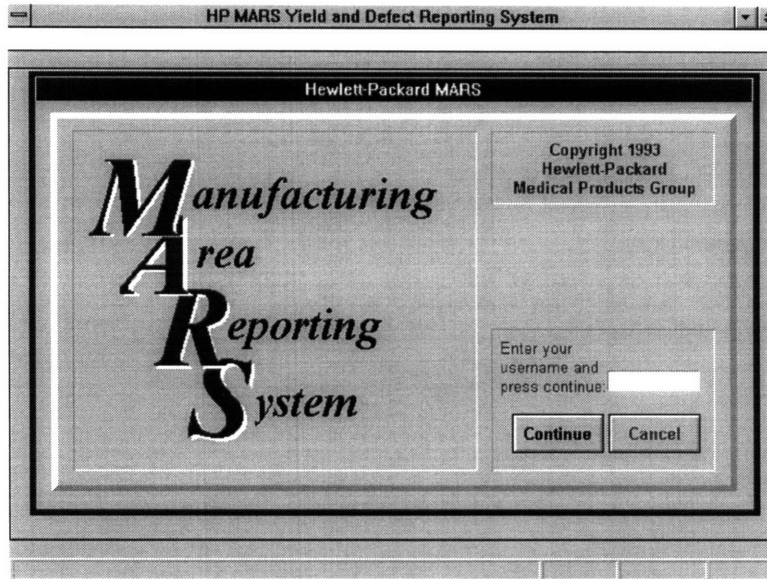 HP MARS Yield and Defect Reporting System
Hewlett-Packard MARS
Manufacturing
Area
Reporting
System
Copyright 1993
Hewlett-Packard
Medical Products Group
Enter your
username and
press continue:
Continue
Cancel